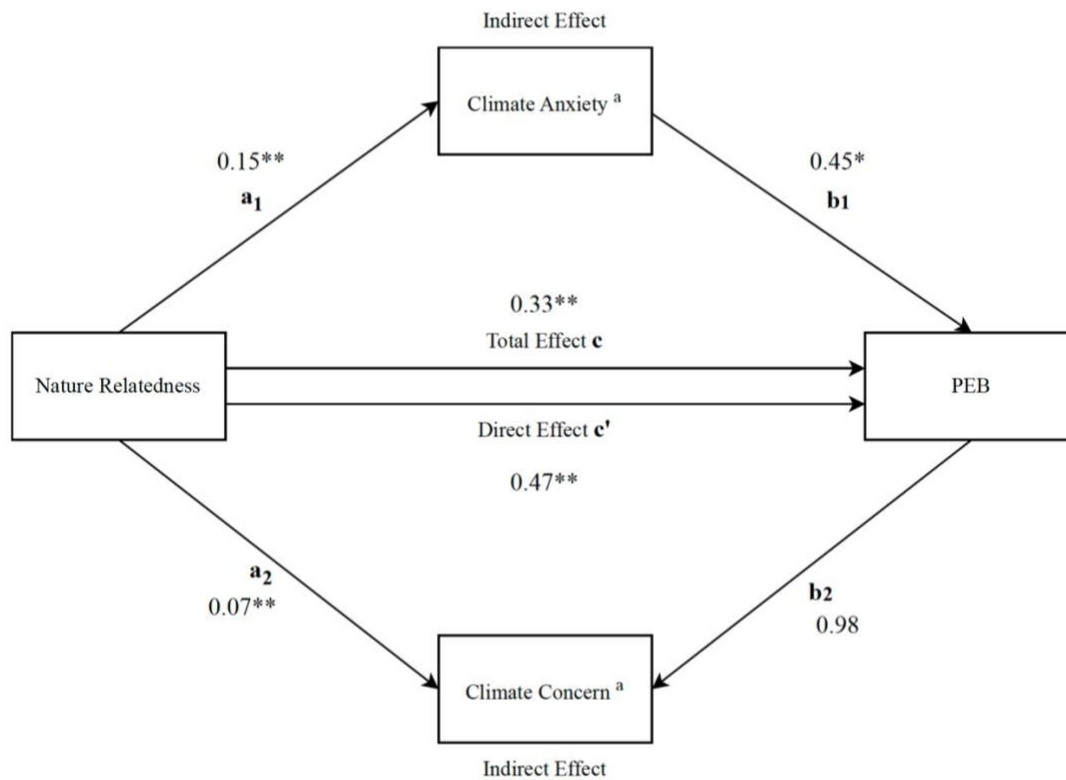 Indirect Effect
Climate Anxiety a
0.15**
a1
0.45*
b1
0.33**
Total Effect c
Nature Relatedness
PEB
Direct Effect c'
0.47**
a2
0.07**
b2
0.98
Climate Concern a
Indirect Effect